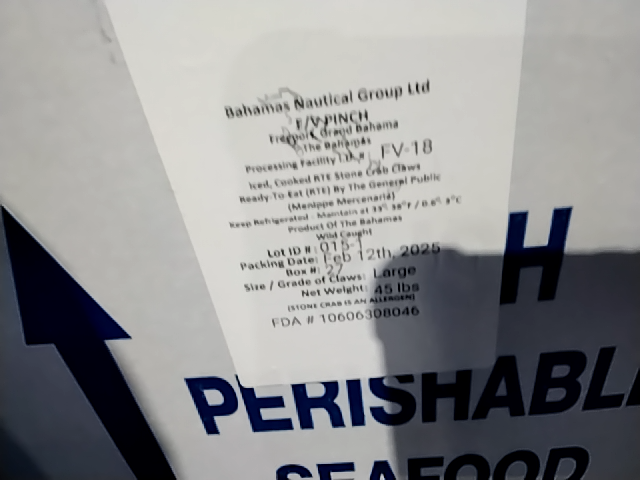 Bahamas Nautical Group Ltd
F/V PINCH
Freeport, Grand Bahama
The Bahamas
Processing Facility I.D.#: FV-18
Iced, Cooked RTE Stone Crab Claws
Ready-To-Eat (RTE) By The General Public
(Menippe Mercenaria)
Keep Refrigerated - Maintain at 33°- 38°F / 0.6°- 3°C
Product Of The Bahamas
Wild Caught
Lot ID #: 015-1
Packing Date: Feb 12th, 2025
Box #: 27
Size / Grade of Claws: Large
Net Weight: 45 lbs
(STONE CRAB IS AN ALLERGEN)
FDA # 10606308046
H
PERISHABL
SEAFOOD